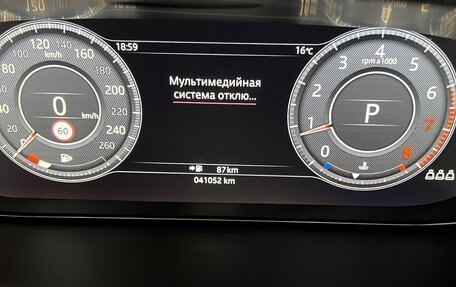 18:59
16°C
Мультимедийная
система отклю...
87 km
041052 km
80 100 120 140 160 180 200 220 240 260
km/h
0
km/h
60
0 1 2 3 4 5 6 7 8
rpm x1000
P